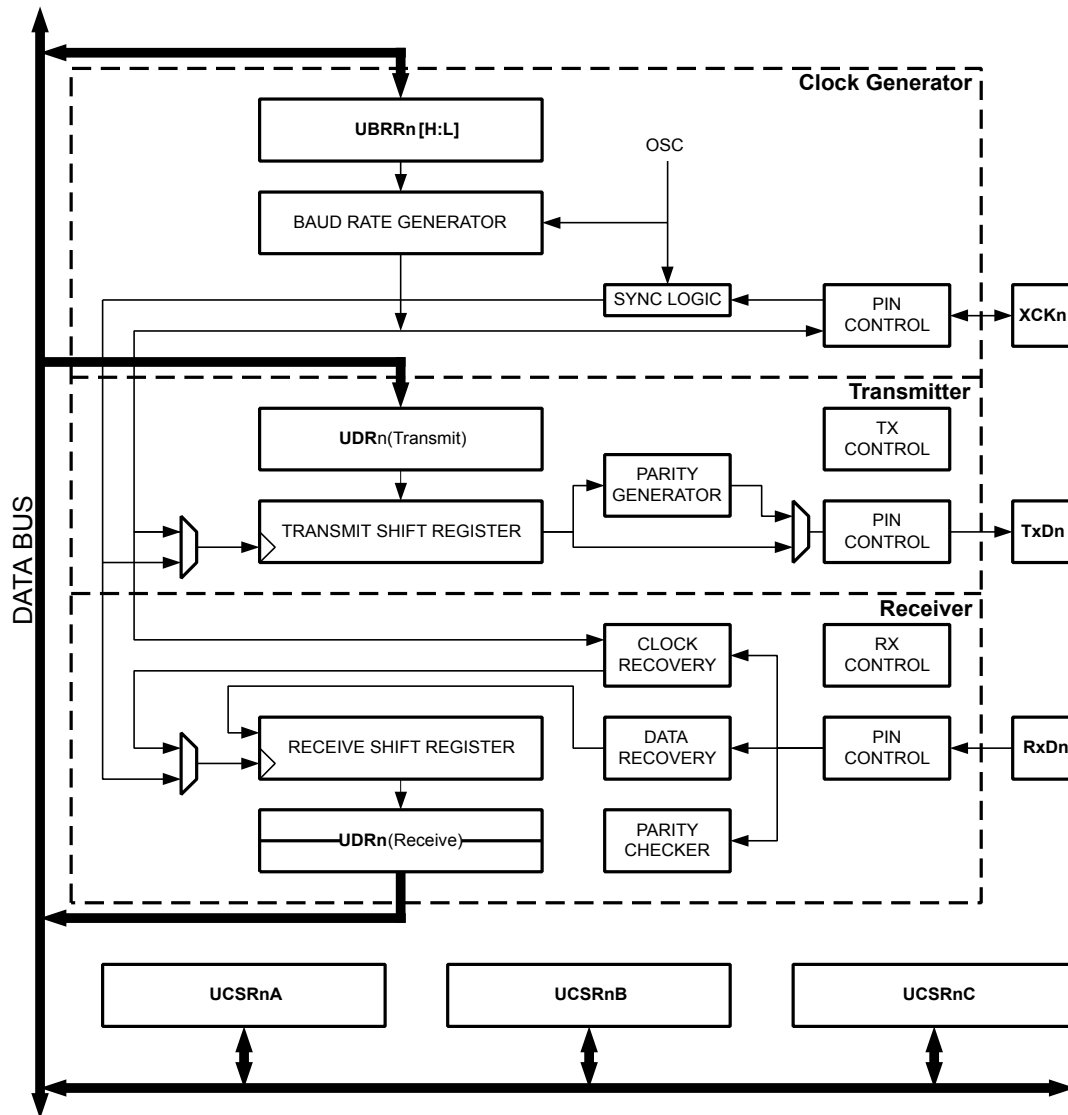 Clock Generator
UBRRn [H:L]
OSC
BAUD RATE GENERATOR
SYNC LOGIC
PIN
CONTROL
XCKn
Transmitter
UDRn(Transmit)
TX
CONTROL
PARITY
GENERATOR
TRANSMIT SHIFT REGISTER
PIN
CONTROL
TxDn
DATA BUS
Receiver
CLOCK
RECOVERY
RX
CONTROL
RECEIVE SHIFT REGISTER
DATA
RECOVERY
PIN
CONTROL
RxDn
UDRn(Receive)
PARITY
CHECKER
UCSRnA
UCSRnB
UCSRnC